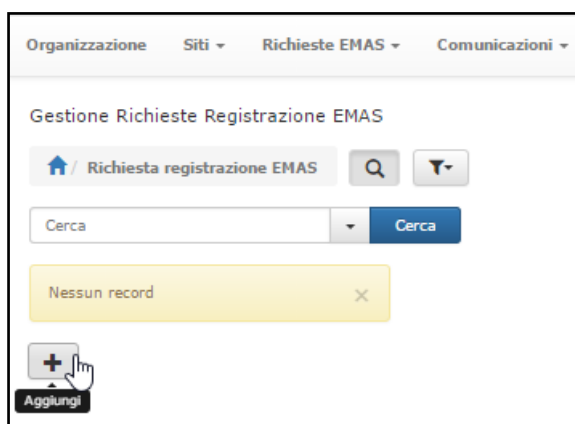 Organizzazione Siti Richieste EMAS Comunicazioni
Gestione Richieste Registrazione EMAS
/ Richiesta registrazione EMAS
Cerca Cerca
Nessun record ×
Aggiungi